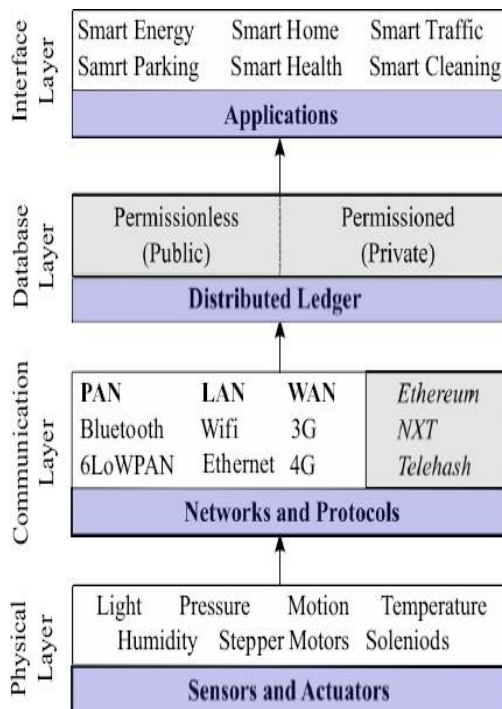 Interface
Layer
Smart Energy Smart Home Smart Traffic
Samrt Parking Smart Health Smart Cleaning
Applications
Database
Layer
Permissionless Permissioned
(Public) (Private)
Distributed Ledger
Communication
Layer
PAN LAN WAN Ethereum
Bluetooth Wifi 3G NXT
6LoWPAN Ethernet 4G Telehash
Networks and Protocols
Physical
Layer
Light Pressure Motion Temperature
Humidity Stepper Motors Soleniods
Sensors and Actuators